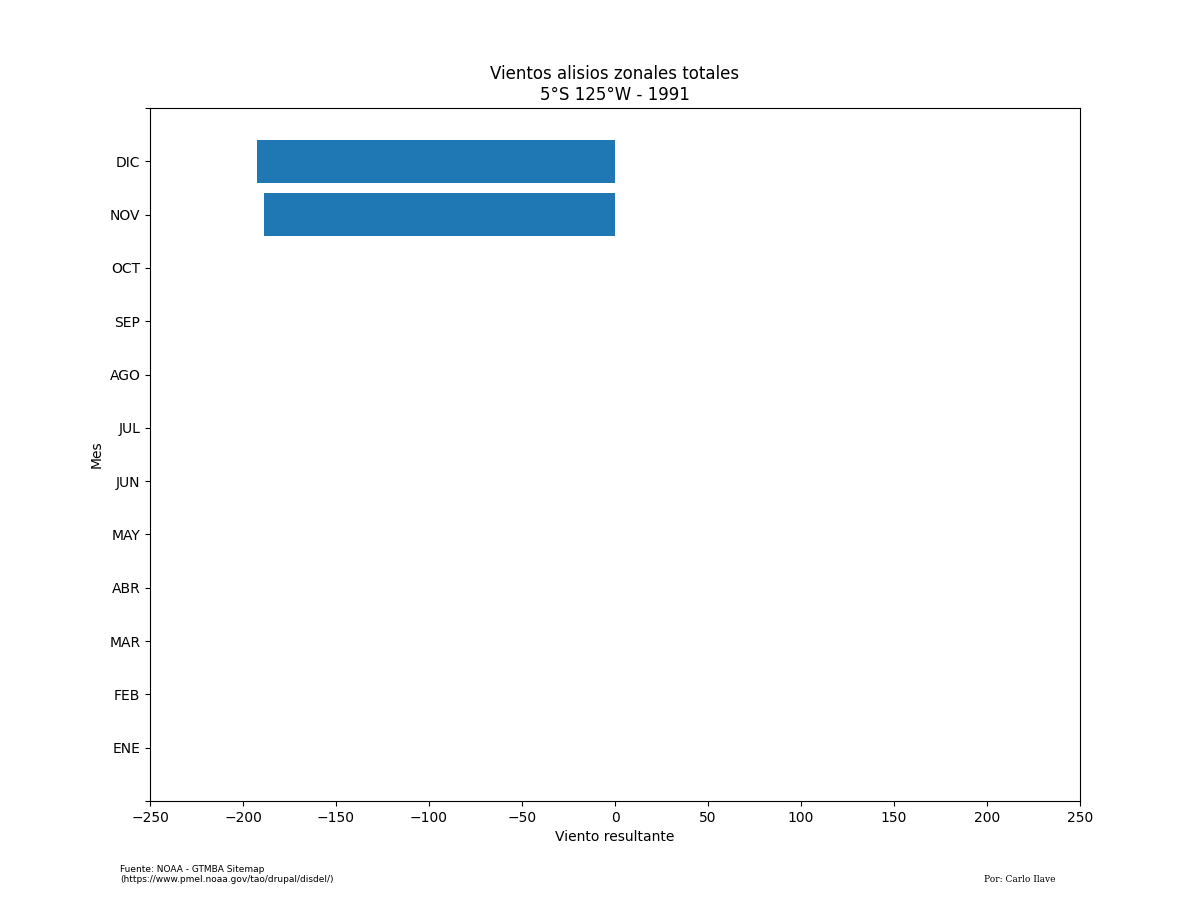 Vientos alisios zonales totales
5°S 125°W - 1991
DIC
NOV
OCT
SEP
AGO
JUL
JUN
MAY
ABR
MAR
FEB
ENE
Mes
−250 −200 −150 −100 −50 0 50 100 150 200 250
Viento resultante
Fuente: NOAA - GTMBA Sitemap
(https://www.pmel.noaa.gov/tao/drupal/disdel/)
Por: Carlo Ilave